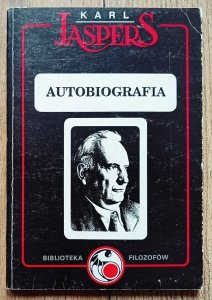 KARL
JASPERS
AUTOBIOGRAFIA
BIBLIOTEKA FILOZOFÓW